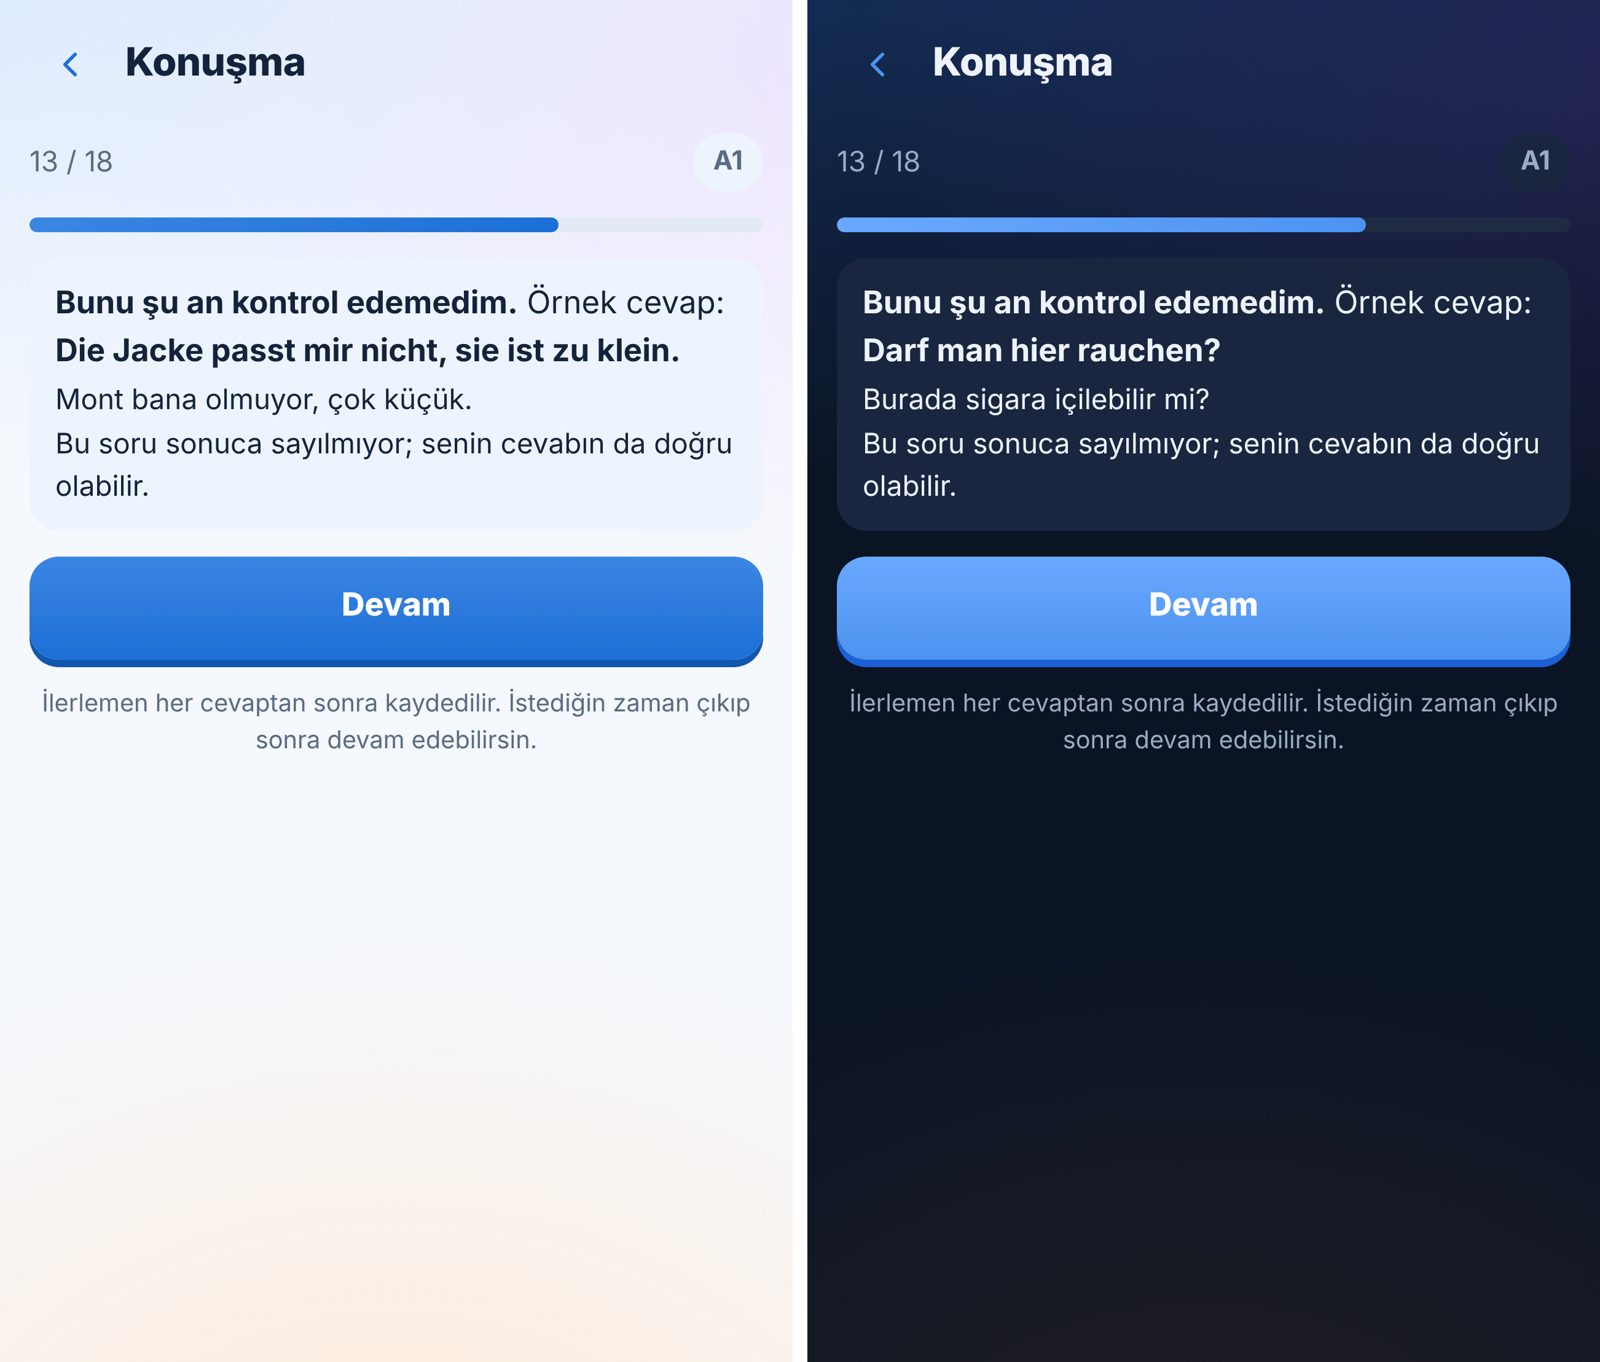 Konuşma
13 / 18
A1
Bunu şu an kontrol edemedim. Örnek cevap:
Die Jacke passt mir nicht, sie ist zu klein.
Mont bana olmuyor, çok küçük.
Bu soru sonuca sayılmıyor; senin cevabın da doğru
olabilir.
Devam
İlerlemen her cevaptan sonra kaydedilir. İstediğin zaman çıkıp
sonra devam edebilirsin.
Konuşma
13 / 18
A1
Bunu şu an kontrol edemedim. Örnek cevap:
Darf man hier rauchen?
Burada sigara içilebilir mi?
Bu soru sonuca sayılmıyor; senin cevabın da doğru
olabilir.
Devam
İlerlemen her cevaptan sonra kaydedilir. İstediğin zaman çıkıp
sonra devam edebilirsin.